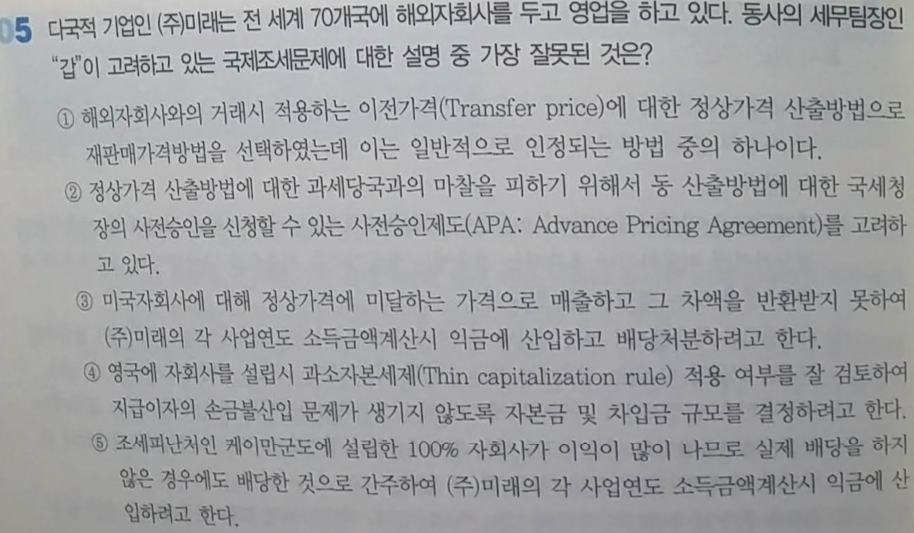 05 다국적 기업인 (주)미래는 전 세계 70개국에 해외자회사를 두고 영업을 하고 있다. 동사의 세무팀장인
"갑"이 고려하고 있는 국제조세문제에 대한 설명 중 가장 잘못된 것은?
① 해외자회사와의 거래시 적용하는 이전가격(Transfer price)에 대한 정상가격 산출방법으로
재판매가격방법을 선택하였는데 이는 일반적으로 인정되는 방법 중의 하나이다.
② 정상가격 산출방법에 대한 과세당국과의 마찰을 피하기 위해서 동 산출방법에 대한 국세청
장의 사전승인을 신청할 수 있는 사전승인제도(APA: Advance Pricing Agreement)를 고려하
고 있다.
③ 미국자회사에 대해 정상가격에 미달하는 가격으로 매출하고 그 차액을 반환받지 못하여
(주)미래의 각 사업연도 소득금액계산시 익금에 산입하고 배당처분하려고 한다.
④ 영국에 자회사를 설립시 과소자본세제(Thin capitalization rule) 적용 여부를 잘 검토하여
지급이자의 손금불산입 문제가 생기지 않도록 자본금 및 차입금 규모를 결정하려고 한다.
⑤ 조세피난처인 케이만군도에 설립한 100% 자회사가 이익이 많이 나므로 실제 배당을 하지
않은 경우에도 배당한 것으로 간주하여 (주)미래의 각 사업연도 소득금액계산시 익금에 산
입하려고 한다.